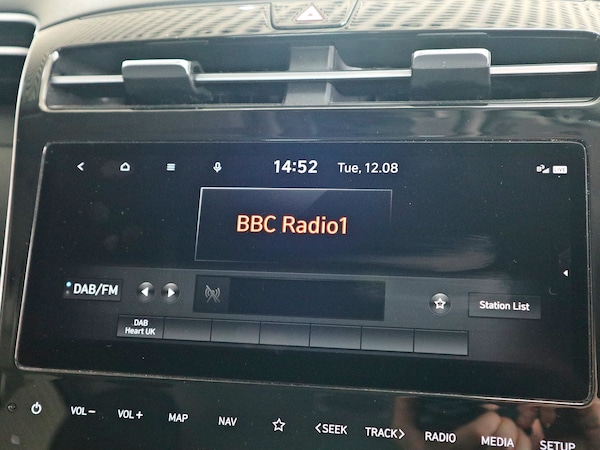 14:52 Tue, 12.08
BBC Radio1
DAB/FM
Station List
DAB
Heart UK
VOL− VOL+ MAP NAV <SEEK TRACK> RADIO MEDIA SETUP